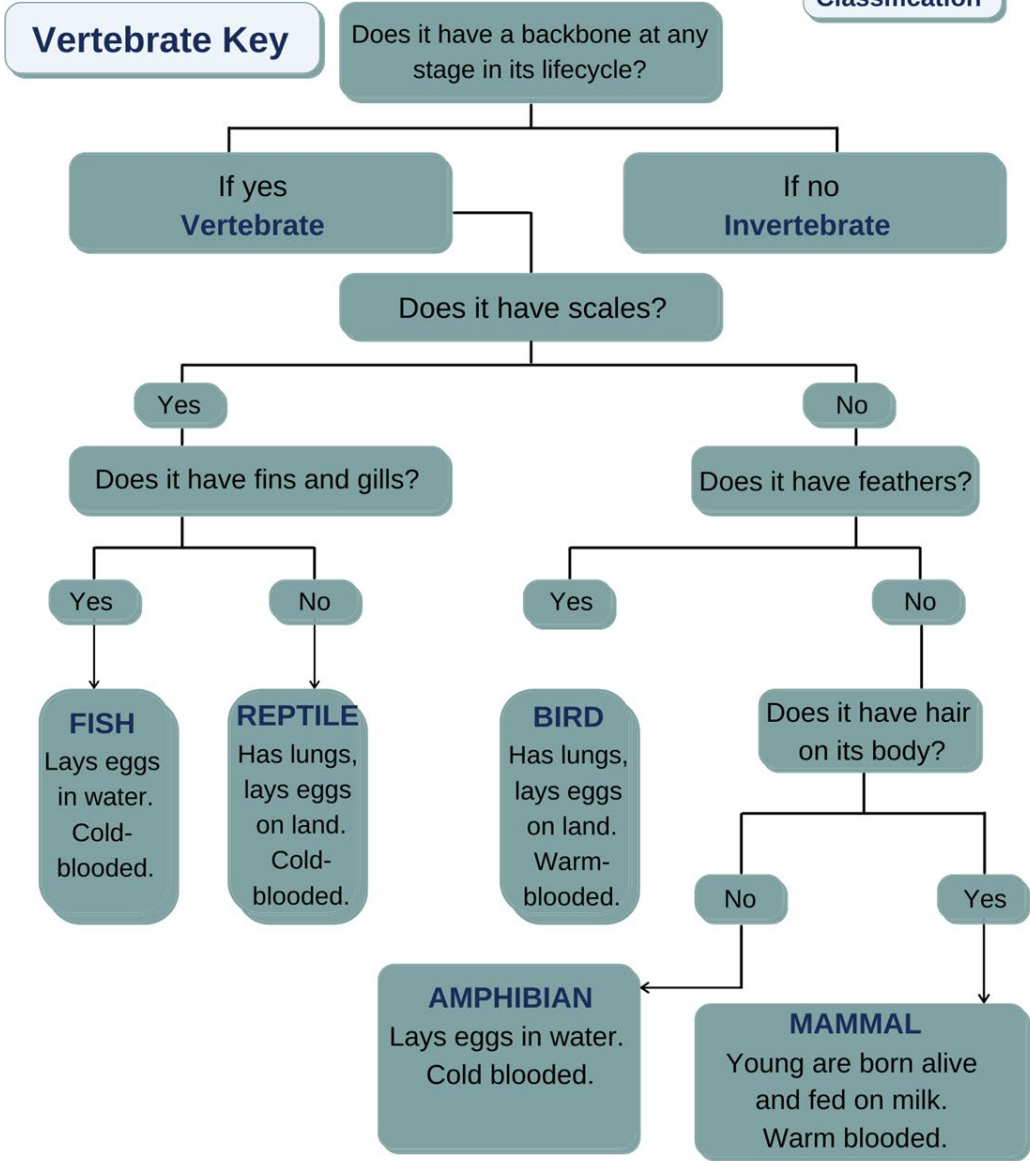 Classification
Vertebrate Key
Does it have a backbone at any
stage in its lifecycle?
If yes
Vertebrate
If no
Invertebrate
Does it have scales?
Yes
No
Does it have fins and gills?
Does it have feathers?
Yes
No
Yes
No
FISH
Lays eggs
in water.
Cold-
blooded.
REPTILE
Has lungs,
lays eggs
on land.
Cold-
blooded.
BIRD
Has lungs,
lays eggs
on land.
Warm-
blooded.
Does it have hair
on its body?
No
Yes
AMPHIBIAN
Lays eggs in water.
Cold blooded.
MAMMAL
Young are born alive
and fed on milk.
Warm blooded.